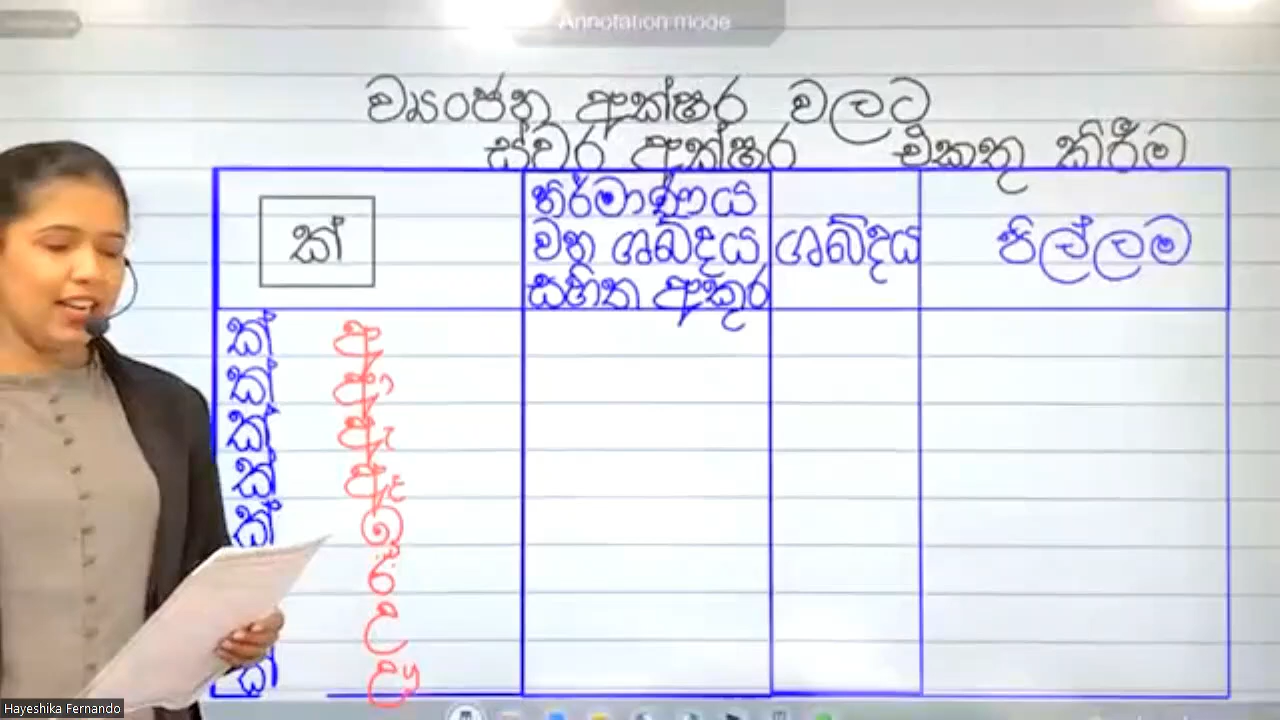 Annotation mode
ව්‍යංජන අක්ෂර වලට
ස්වර අක්ෂර එකතු කිරීම
ක්
නිර්මාණය
වන ශබ්දය
සහිත අකුර
ශබ්දය
පිල්ලම
ක් අ
ක් ආ
ක් ඇ
ක් ඈ
ක් ඉ
ඊ
උ
ක් ඌ
Hayeshika Fernando